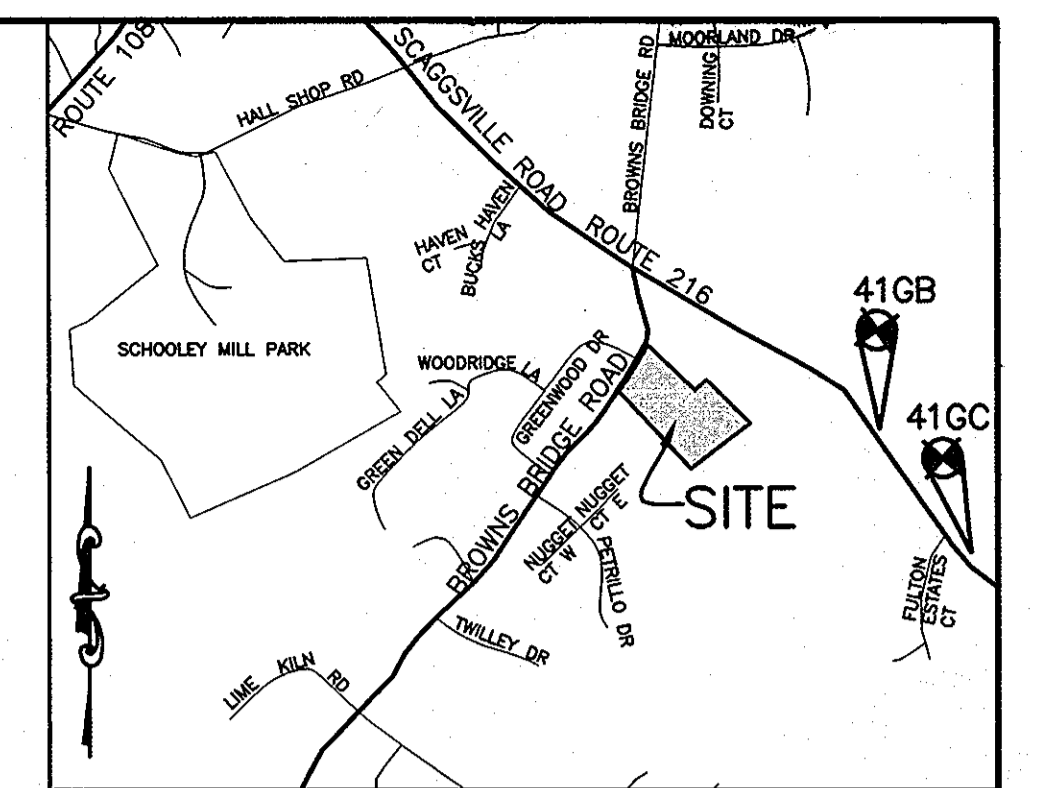 ROUTE 108
SCAGGSVILLE ROAD ROUTE 216
HALL SHOP RD
MOORLAND DR
BROWNS BRIDGE RD
DOWNING
CT
HAVEN
CT
HAVEN
BUCKS LA
41GB
SCHOOLEY MILL PARK
WOODRIDGE LA
GREENWOOD DR
GREEN DELL LA
BROWNS BRIDGE ROAD
41GC
SITE
NUGGET
CT W
NUGGET
CT E
PETRILLO DR
FULTON
ESTATES
CT
TWILLEY DR
LIME KILN RD